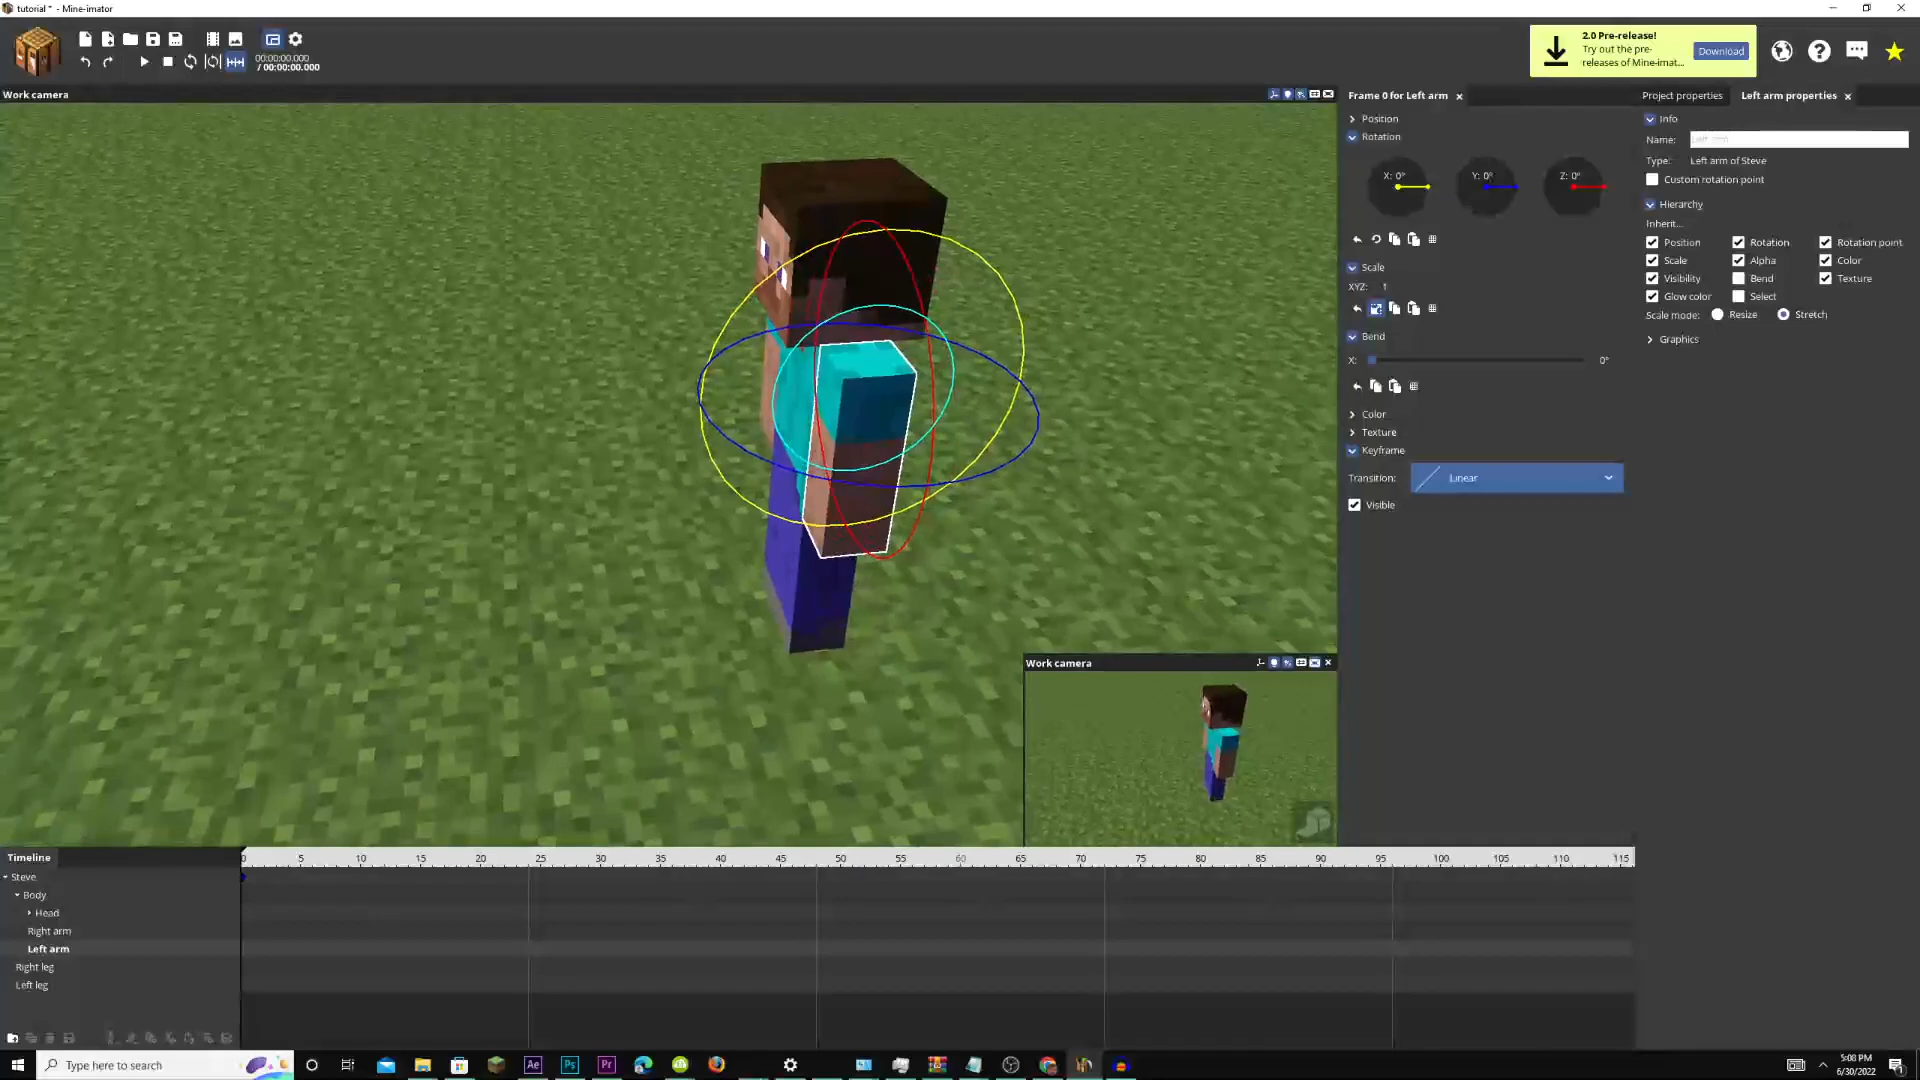 tutorial * - Mine-imator
00:00:00.000
/ 00:00:00.000
2.0 Pre-release!
Try out the pre-
releases of Mine-imat...
Download
Work camera
Frame 0 for Left arm
Position
Rotation
X: 0°
Y: 0°
Z: 0°
Scale
XYZ: 1
Bend
X:
0°
Color
Texture
Keyframe
Transition:
Linear
Visible
Project properties
Left arm properties
Info
Name:
Left arm
Type:
Left arm of Steve
Custom rotation point
Hierarchy
Inherit...
Position
Rotation
Rotation point
Scale
Alpha
Color
Visibility
Bend
Texture
Glow color
Select
Scale mode:
Resize
Stretch
Graphics
Work camera
Timeline
0 5 10 15 20 25 30 35 40 45 50 55 60 65 70 75 80 85 90 95 100 105 110 115
Steve
Body
Head
Right arm
Left arm
Right leg
Left leg
Type here to search
Ae
Ps
Pr
5:08 PM
6/30/2022